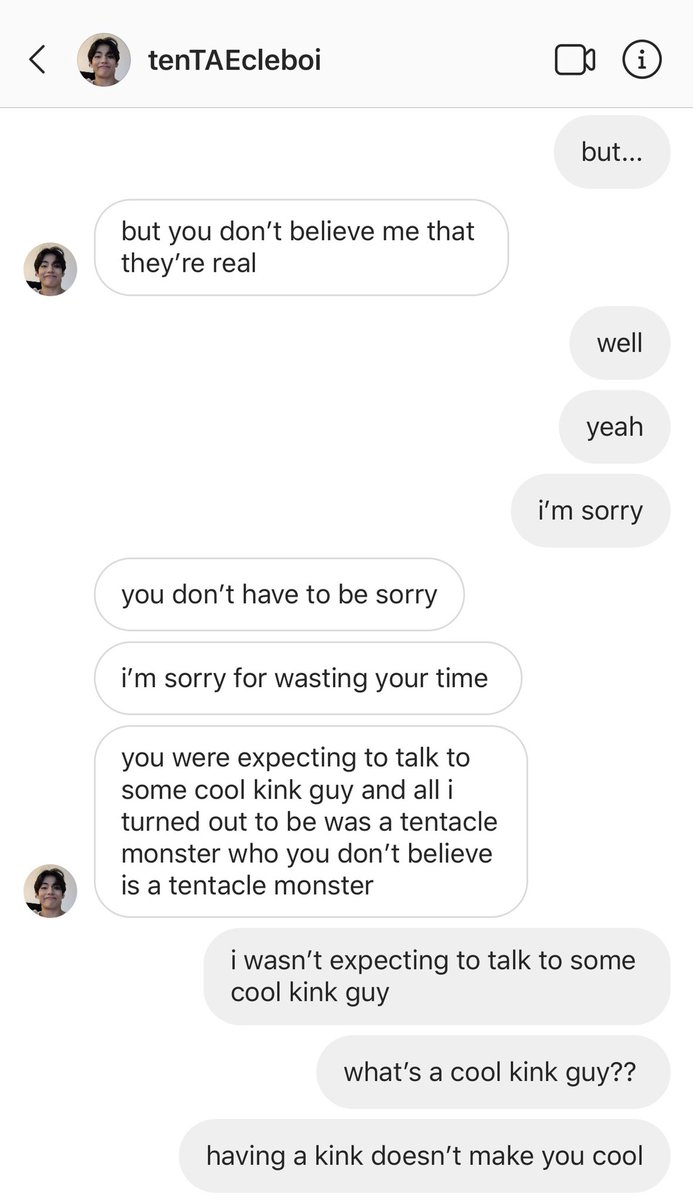 tenTAEcleboi
but...
but you don’t believe me that
they’re real
well
yeah
i’m sorry
you don’t have to be sorry
i’m sorry for wasting your time
you were expecting to talk to
some cool kink guy and all i
turned out to be was a tentacle
monster who you don’t believe
is a tentacle monster
i wasn’t expecting to talk to some
cool kink guy
what’s a cool kink guy??
having a kink doesn’t make you cool